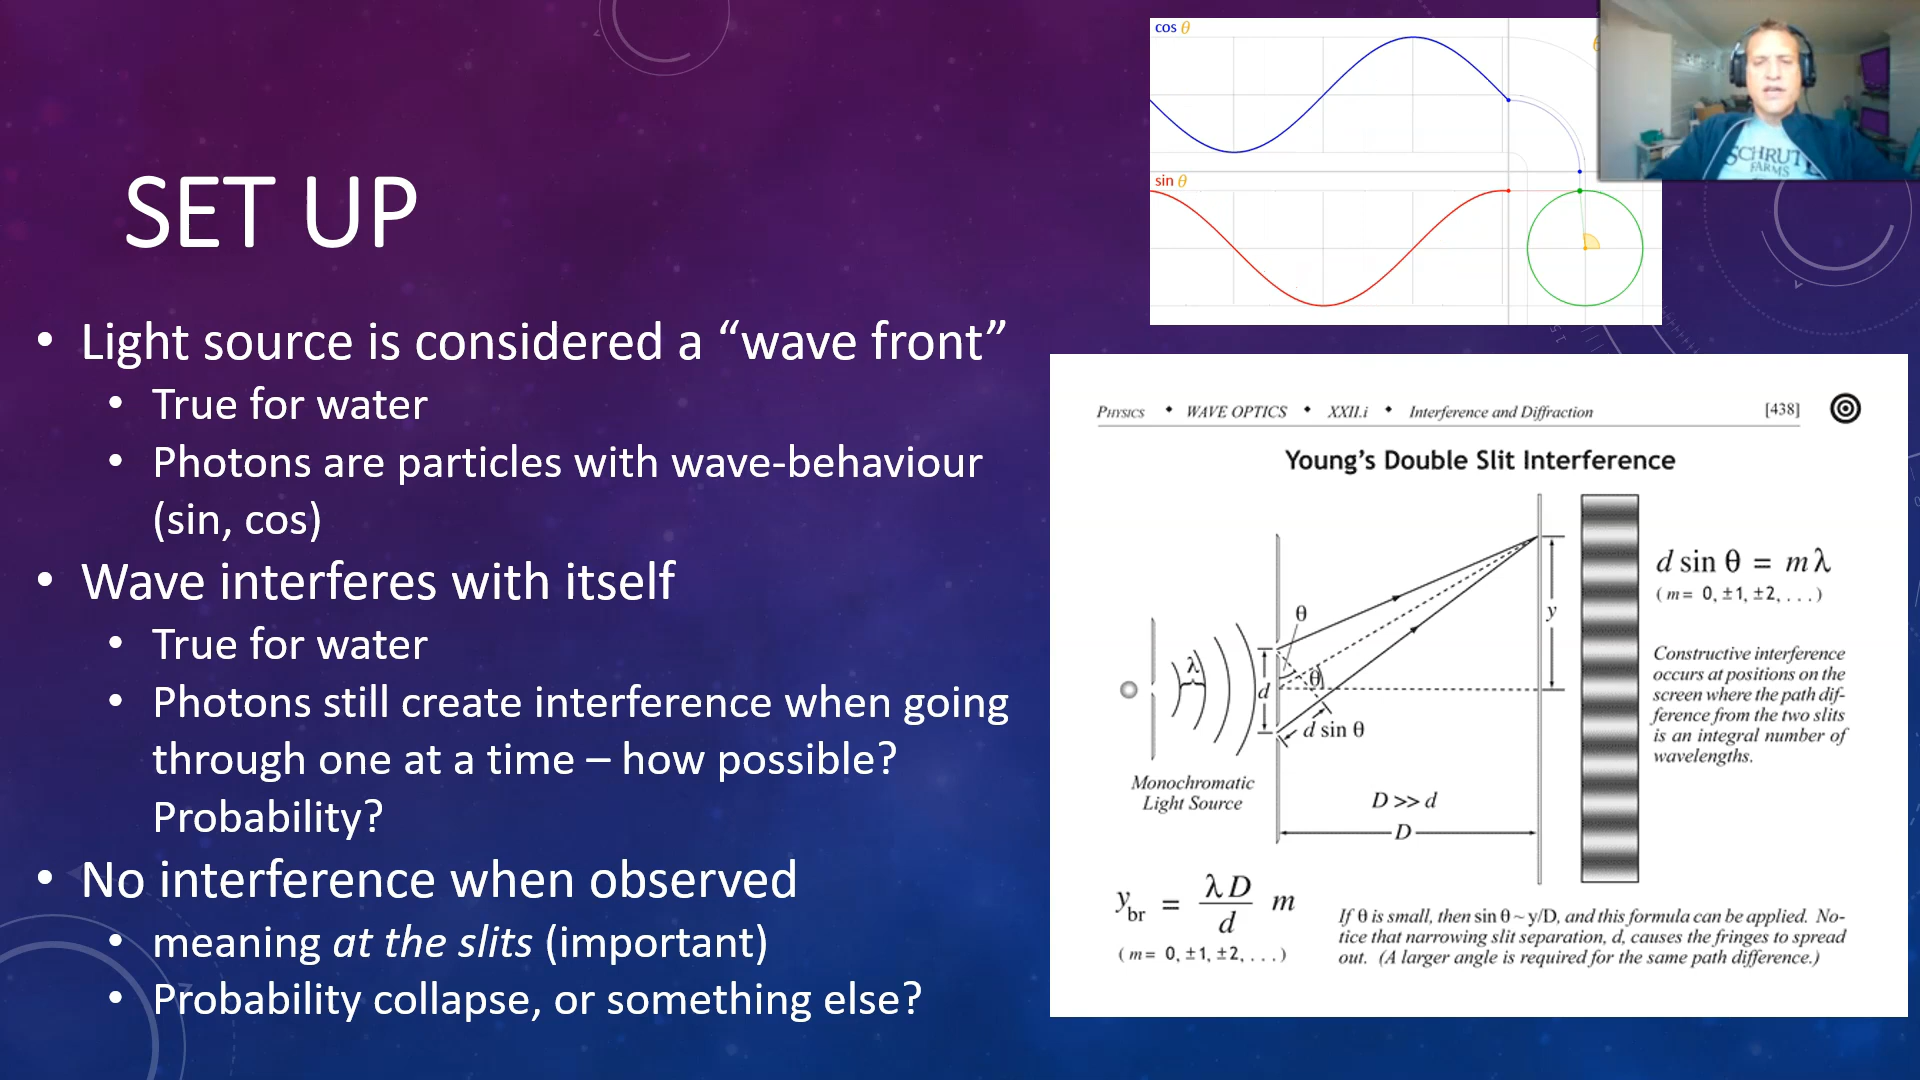 SET UP
• Light source is considered a “wave front”
• True for water
• Photons are particles with wave-behaviour
(sin, cos)
• Wave interferes with itself
• True for water
• Photons still create interference when going
through one at a time – how possible?
Probability?
• No interference when observed
• meaning at the slits (important)
• Probability collapse, or something else?
cos θ
θ
sin θ
SCHRUT
FARMS
PHYSICS ◆ WAVE OPTICS ◆ XXII.i ◆ Interference and Diffraction [438]
Young's Double Slit Interference
d sin θ = m λ
( m = 0, ±1, ±2, . . . )
Constructive interference
occurs at positions on the
screen where the path dif-
ference from the two slits
is an integral number of
wavelengths.
θ
y
λ
θ
d
d sin θ
Monochromatic
Light Source
D >> d
D
y_br = λ D / d m
( m = 0, ±1, ±2, . . . )
If θ is small, then sin θ ~ y/D, and this formula can be applied. No-
tice that narrowing slit separation, d, causes the fringes to spread
out. (A larger angle is required for the same path difference.)